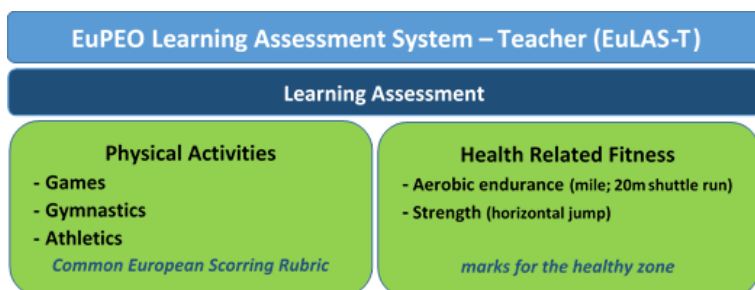 EuPEO Learning Assessment System – Teacher (EuLAS-T)
Learning Assessment
Physical Activities
- Games
- Gymnastics
- Athletics
Common European Scorring Rubric
Health Related Fitness
- Aerobic endurance (mile; 20m shuttle run)
- Strength (horizontal jump)
marks for the healthy zone